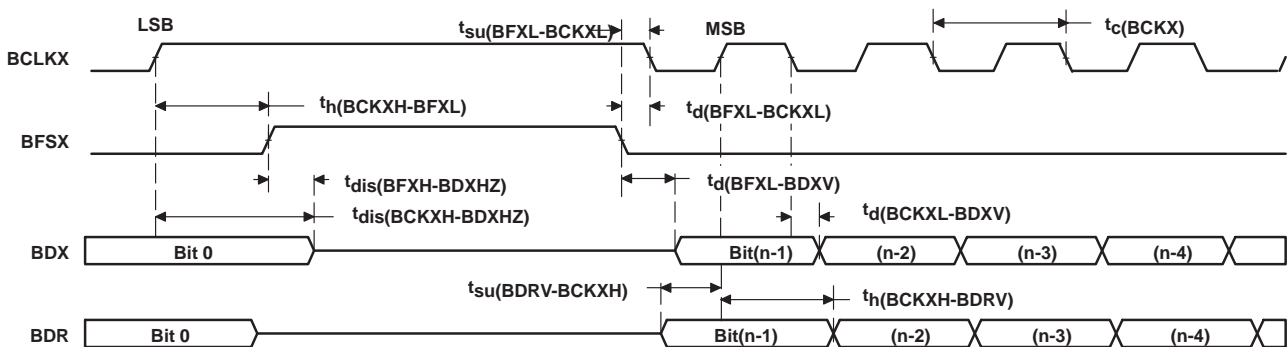 LSB
tsu(BFXL-BCKXL)
MSB
tc(BCKX)
BCLKX
th(BCKXH-BFXL)
td(BFXL-BCKXL)
BFSX
tdis(BFXH-BDXHZ)
td(BFXL-BDXV)
tdis(BCKXH-BDXHZ)
td(BCKXL-BDXV)
BDX Bit 0 Bit(n-1) (n-2) (n-3) (n-4)
tsu(BDRV-BCKXH)
th(BCKXH-BDRV)
BDR Bit 0 Bit(n-1) (n-2) (n-3) (n-4)